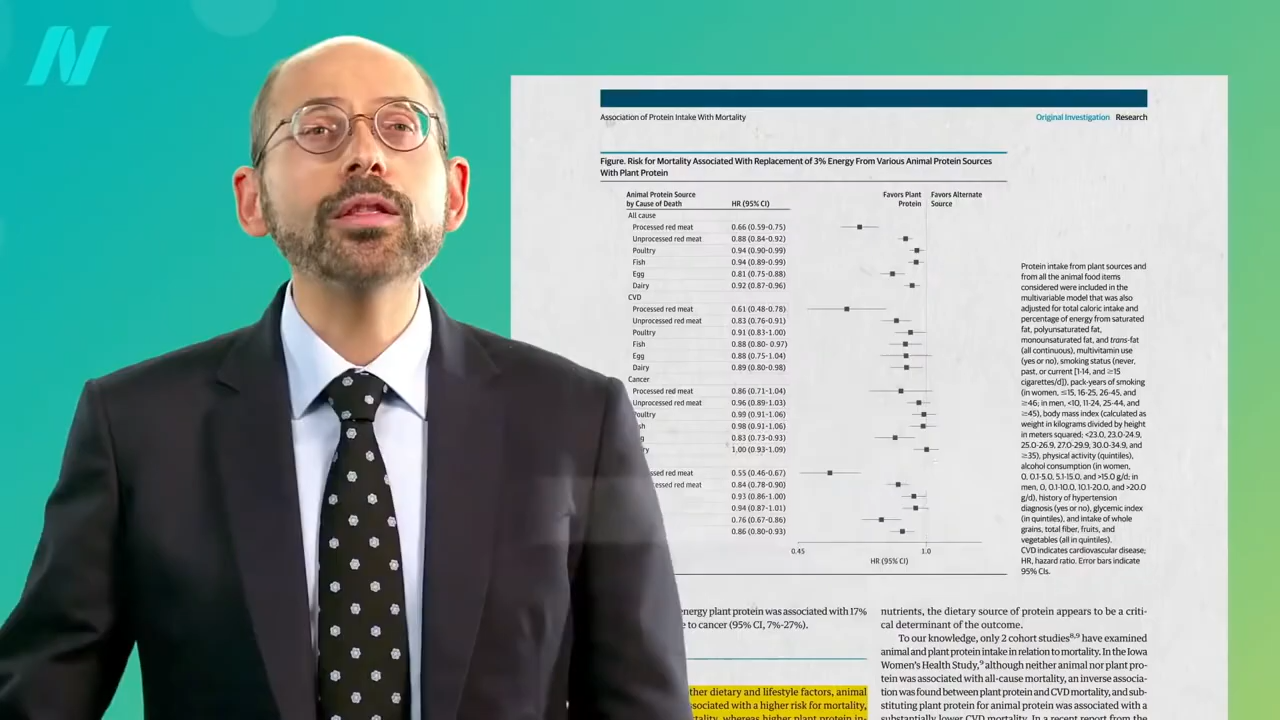 N
Association of Protein Intake With Mortality
Original Investigation Research
Figure. Risk for Mortality Associated With Replacement of 3% Energy From Various Animal Protein Sources
With Plant Protein
Animal Protein Source
by Cause of Death
HR (95% CI)
Favors Plant
Protein
Favors Alternate
Source
All cause
Processed red meat 0.66 (0.59-0.75)
Unprocessed red meat 0.88 (0.84-0.92)
Poultry 0.94 (0.90-0.99)
Fish 0.94 (0.89-0.99)
Egg 0.81 (0.75-0.88)
Dairy 0.92 (0.87-0.96)
CVD
Processed red meat 0.61 (0.48-0.78)
Unprocessed red meat 0.83 (0.76-0.91)
Poultry 0.91 (0.83-1.00)
Fish 0.88 (0.80-0.97)
Egg 0.88 (0.75-1.04)
Dairy 0.89 (0.80-0.98)
Cancer
Processed red meat 0.86 (0.71-1.04)
Unprocessed red meat 0.96 (0.89-1.03)
Poultry 0.99 (0.91-1.06)
sh 0.98 (0.91-1.06)
g 0.83 (0.73-0.93)
ry 1.00 (0.93-1.09)
ssed red meat 0.55 (0.46-0.67)
cessed red meat 0.84 (0.78-0.90)
0.93 (0.86-1.00)
0.94 (0.87-1.01)
0.76 (0.67-0.86)
0.86 (0.80-0.93)
0.45 1.0
HR (95% CI)
Protein intake from plant sources and
from all the animal food items
considered were included in the
multivariable model that was also
adjusted for total caloric intake and
percentage of energy from saturated
fat, polyunsaturated fat,
monounsaturated fat, and trans-fat
(all continuous), multivitamin use
(yes or no), smoking status (never,
past, or current [1-14, and ≥15
cigarettes/d]), pack-years of smoking
(in women, ≤15, 16-25, 26-45, and
≥46; in men, <10, 11-24, 25-44, and
≥45), body mass index (calculated as
weight in kilograms divided by height
in meters squared; <23.0, 23.0-24.9,
25.0-26.9, 27.0-29.9, 30.0-34.9, and
≥35), physical activity (quintiles),
alcohol consumption (in women,
0, 0.1-5.0, 5.1-15.0, and >15.0 g/d; in
men, 0, 0.1-10.0, 10.1-20.0, and >20.0
g/d), history of hypertension
diagnosis (yes or no), glycemic index
(in quintiles), and intake of whole
grains, total fiber, fruits, and
vegetables (all in quintiles).
CVD indicates cardiovascular disease;
HR, hazard ratio. Error bars indicate
95% CIs.
energy plant protein was associated with 17%
e to cancer (95% CI, 7%-27%).
ther dietary and lifestyle factors, animal
ssociated with a higher risk for mortality,
rtality, whereas higher plant protein in-
nutrients, the dietary source of protein appears to be a criti-
cal determinant of the outcome.
To our knowledge, only 2 cohort studies8,9 have examined
animal and plant protein intake in relation to mortality. In the Iowa
Women's Health Study,9 although neither animal nor plant pro-
tein was associated with all-cause mortality, an inverse associa-
tion was found between plant protein and CVD mortality, and sub-
stituting plant protein for animal protein was associated with a
substantially lower CVD mortality. In a recent report from the